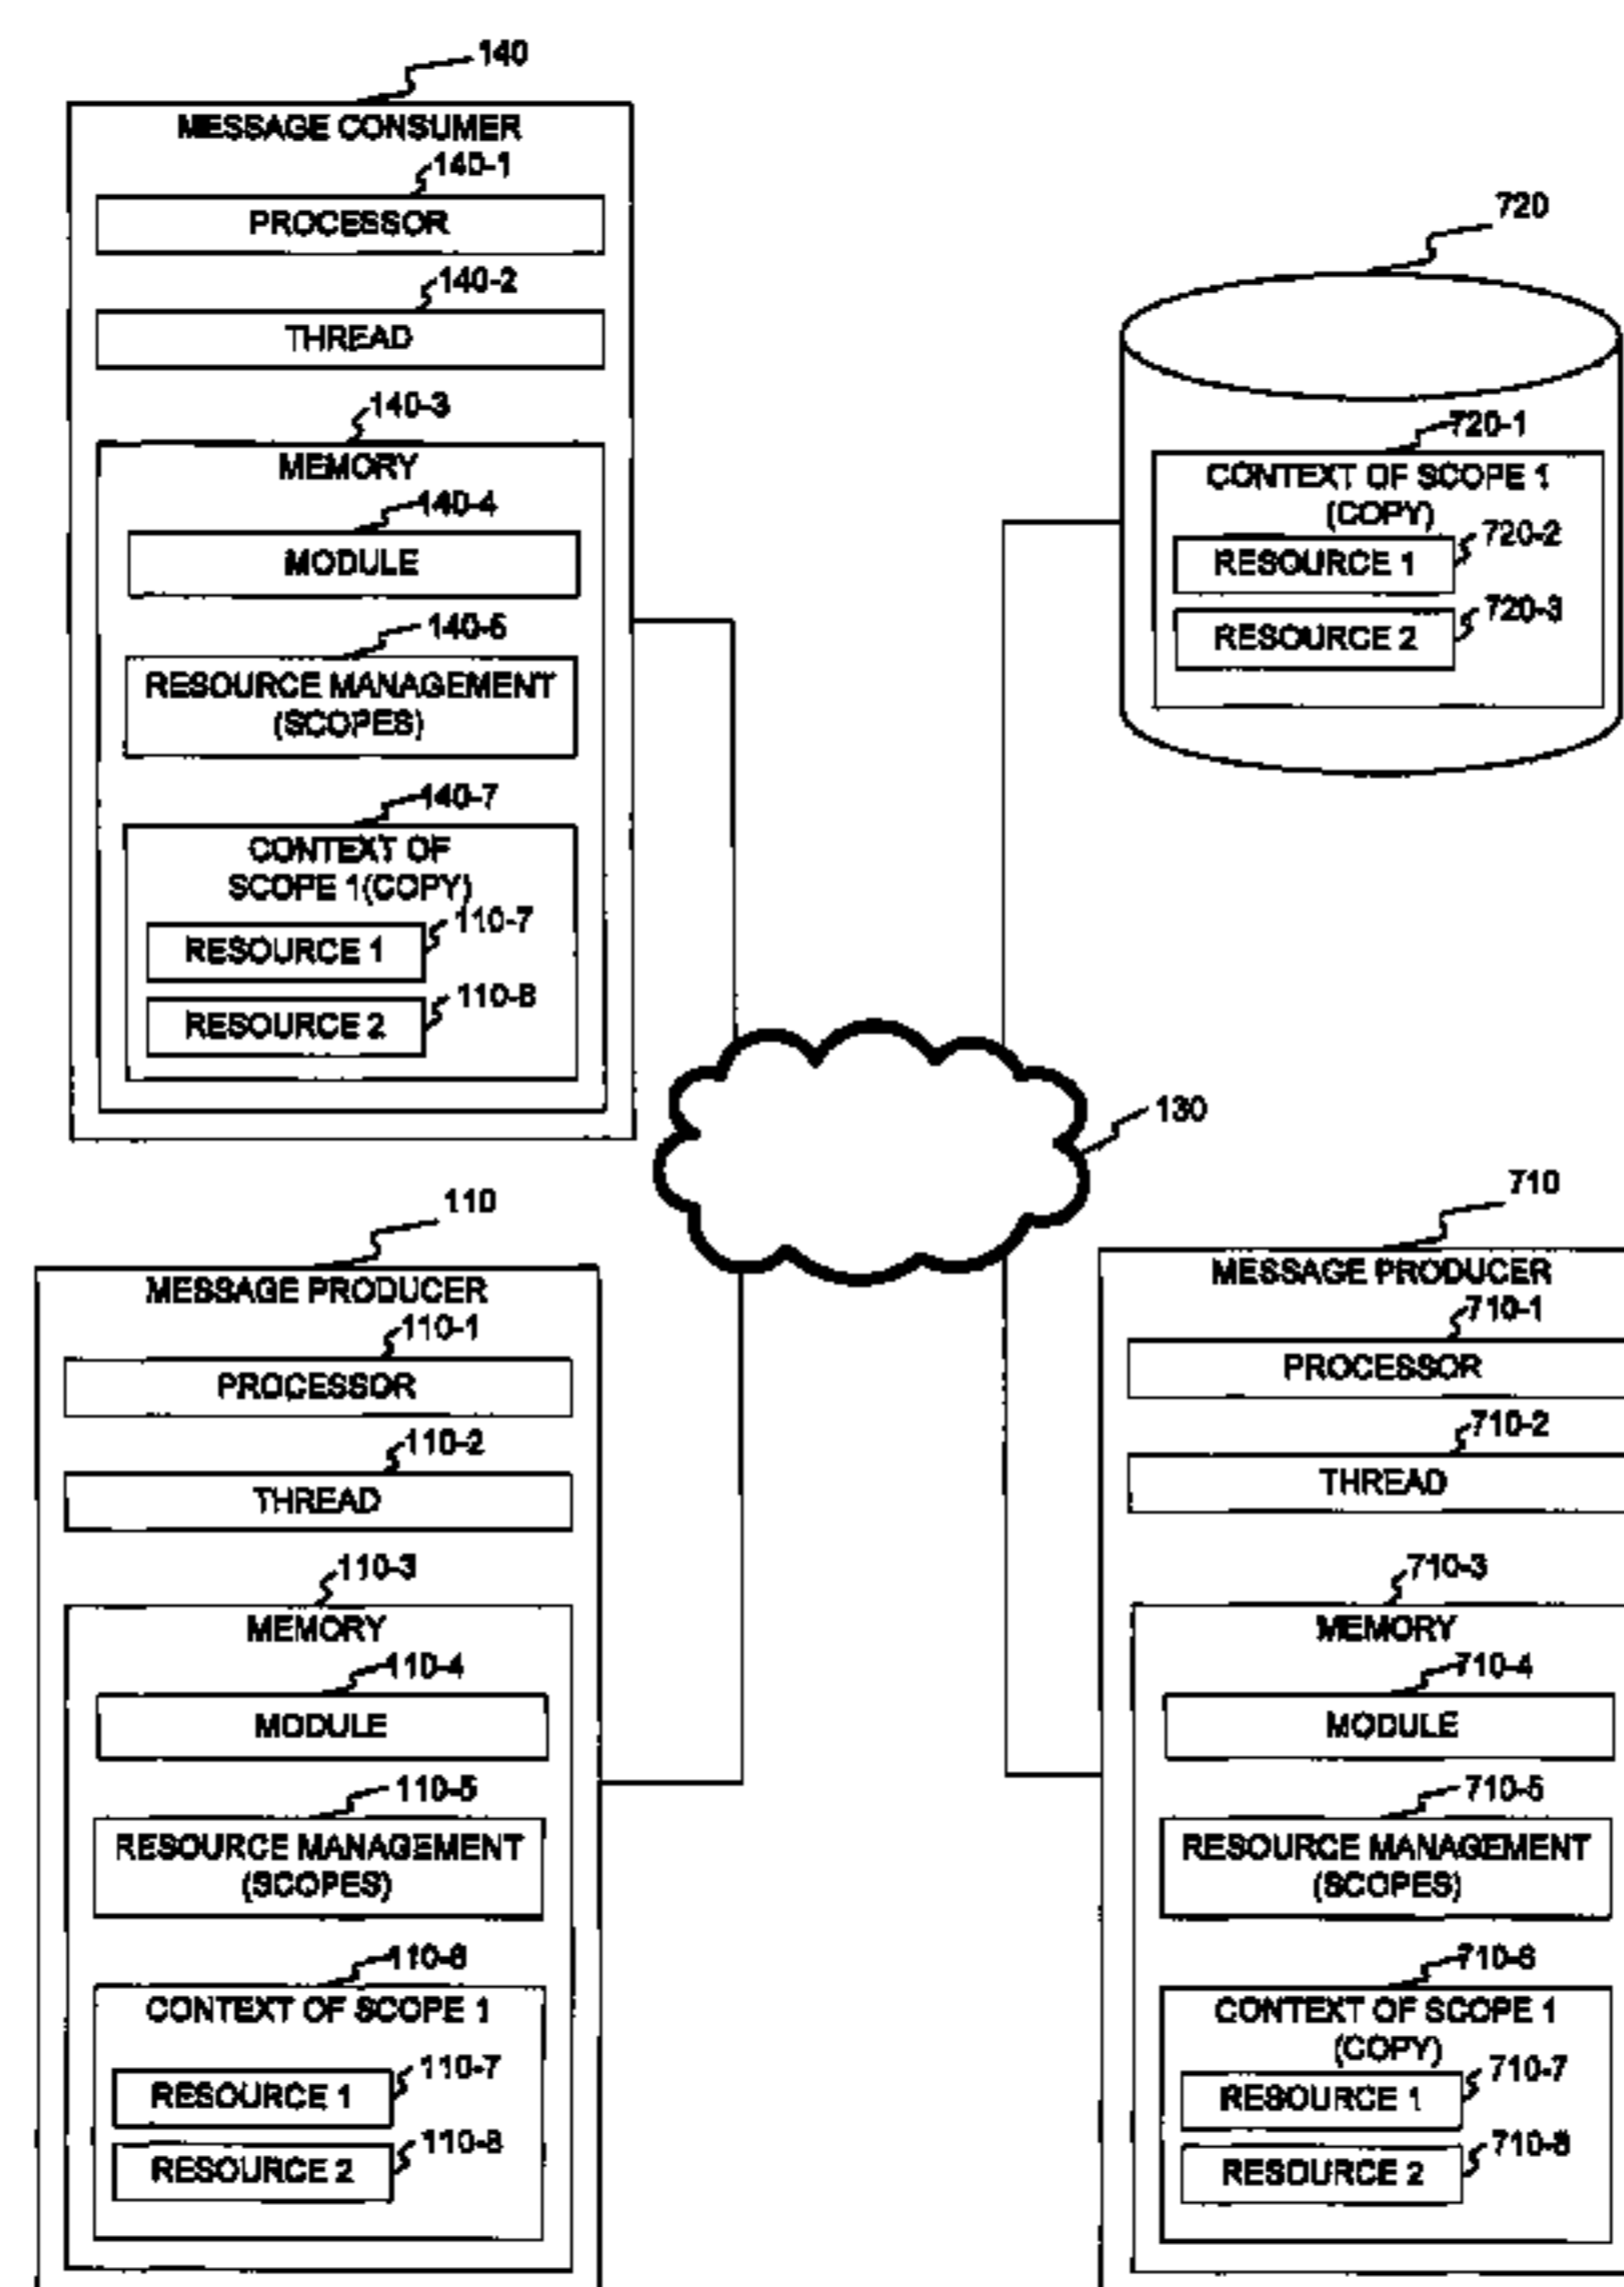 140
MESSAGE CONSUMER
140-1
PROCESSOR
140-2
THREAD
140-3
MEMORY
140-4
MODULE
140-5
RESOURCE MANAGEMENT
(SCOPES)
140-7
CONTEXT OF
SCOPE 1(COPY)
110-7
RESOURCE 1
110-8
RESOURCE 2
720
720-1
CONTEXT OF SCOPE 1
(COPY)
720-2
RESOURCE 1
720-3
RESOURCE 2
130
110
MESSAGE PRODUCER
110-1
PROCESSOR
110-2
THREAD
110-3
MEMORY
110-4
MODULE
110-5
RESOURCE MANAGEMENT
(SCOPES)
110-6
CONTEXT OF SCOPE 1
110-7
RESOURCE 1
110-8
RESOURCE 2
710
MESSAGE PRODUCER
710-1
PROCESSOR
710-2
THREAD
710-3
MEMORY
710-4
MODULE
710-5
RESOURCE MANAGEMENT
(SCOPES)
710-6
CONTEXT OF SCOPE 1
(COPY)
710-7
RESOURCE 1
710-8
RESOURCE 2